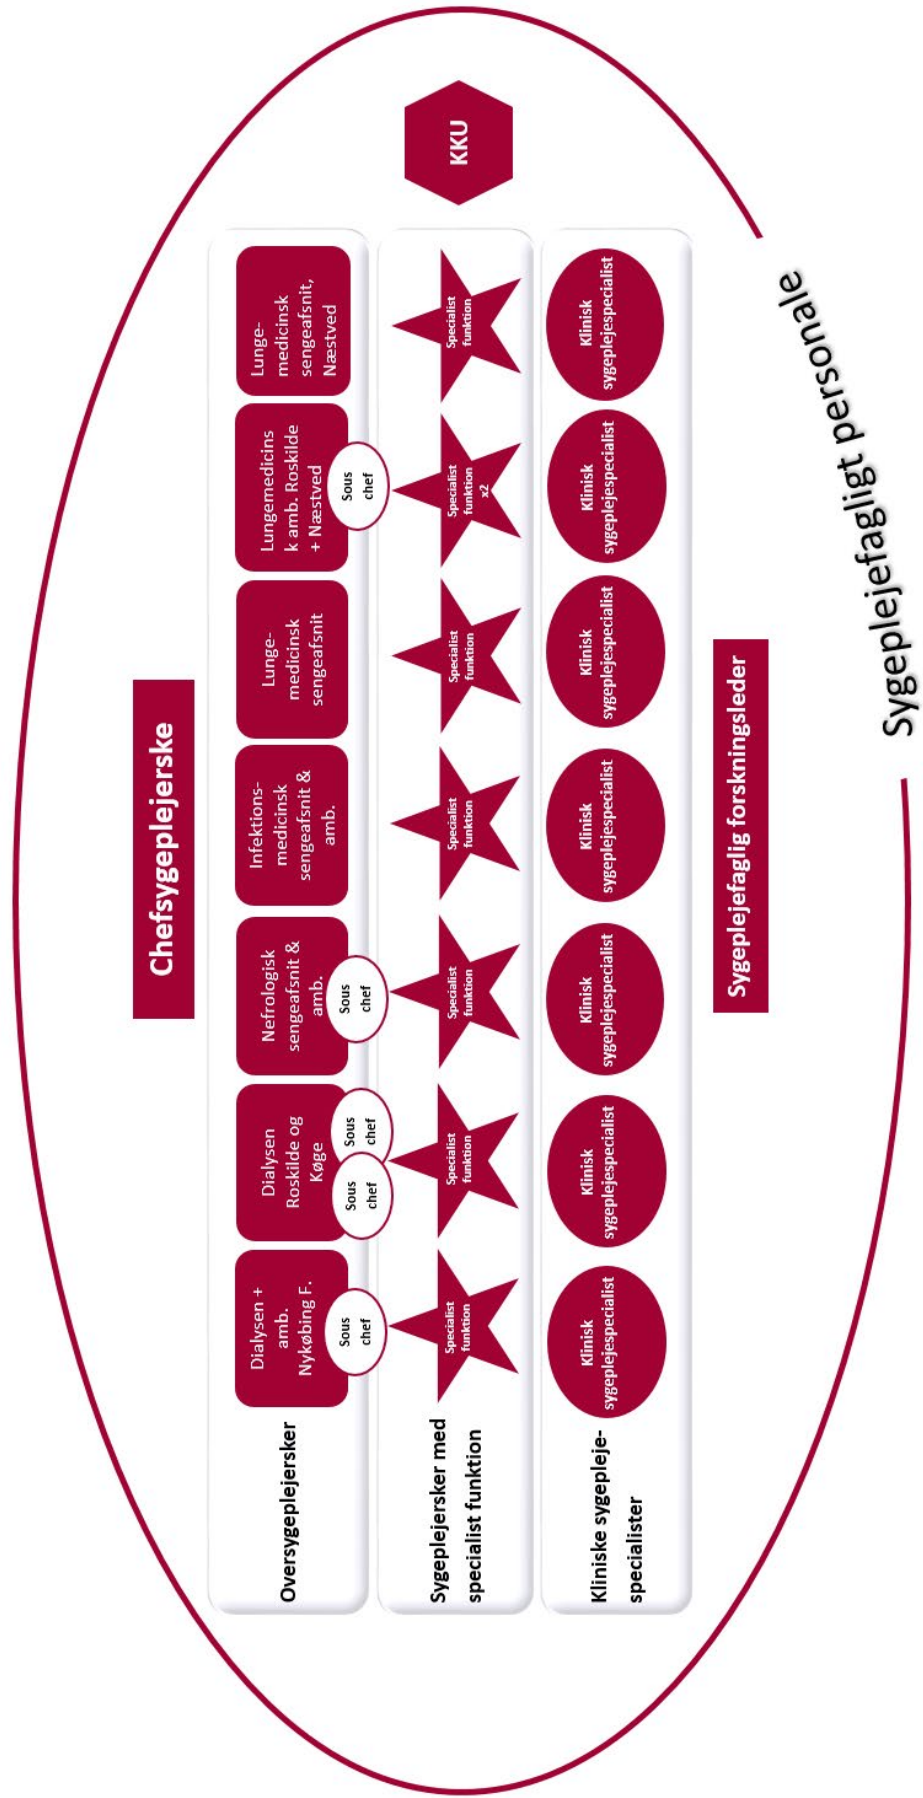 Chefsygeplejerske
Oversygeplejersker
Dialysen +
amb.
Nykøbing F.
Sous
chef
Dialysen
Roskilde og
Køge
Sous
chef
Sous
chef
Nefrologisk
sengeafsnit &
amb.
Sous
chef
Infektions-
medicinsk
sengeafsnit &
amb.
Lunge-
medicinsk
sengeafsnit
Lungemedicins
k amb. Roskilde
+ Næstved
Sous
chef
Lunge-
medicinsk
sengeafsnit,
Næstved
Sygeplejersker med
specialist funktion
Specialist
funktion
Specialist
funktion
Specialist
funktion
Specialist
funktion
Specialist
funktion
Specialist
funktion
x2
Specialist
funktion
KKU
Kliniske sygepleje-
specialister
Klinisk
sygeplejespecialist
Klinisk
sygeplejespecialist
Klinisk
sygeplejespecialist
Klinisk
sygeplejespecialist
Klinisk
sygeplejespecialist
Klinisk
sygeplejespecialist
Klinisk
sygeplejespecialist
Sygeplejefaglig forskningsleder
Sygeplejefagligt personale